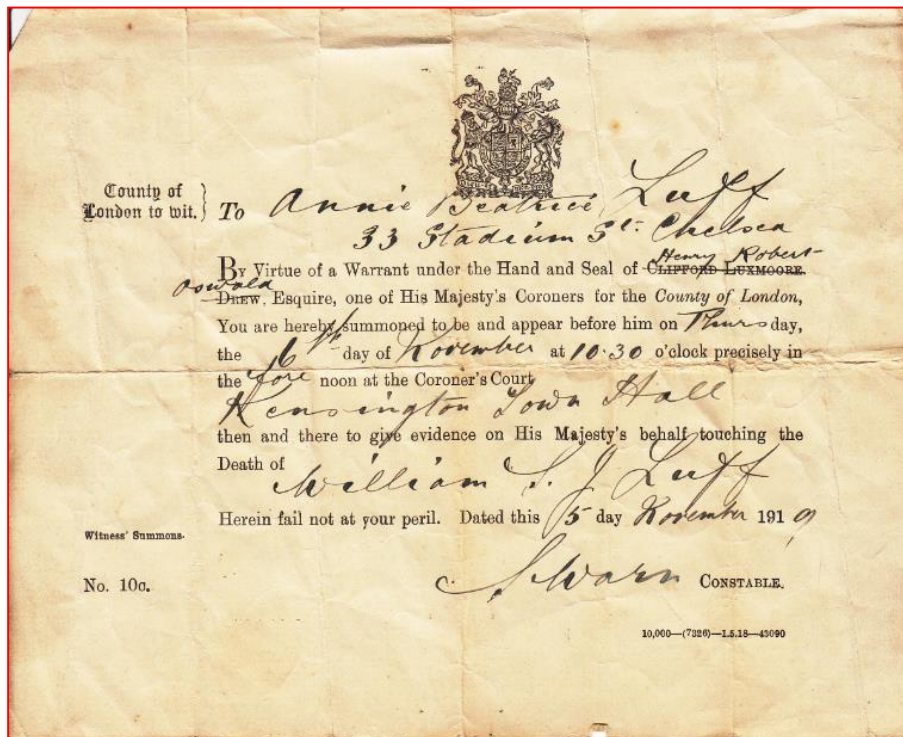 County of
London to wit. }
To Annie Beatrice Luff
33 Stadium St. Chelsea
Henry Robert
By Virtue of a Warrant under the Hand and Seal of CLIFFORD LUXMOORE
Oswald
DREW, Esquire, one of His Majesty's Coroners for the County of London,
You are hereby summoned to be and appear before him on Thursday,
the 6th day of November at 10.30 o'clock precisely in
the fore noon at the Coroner's Court
Kensington Town Hall
then and there to give evidence on His Majesty's behalf touching the
Death of William S. J Luff
Herein fail not at your peril. Dated this 5 day November 1919
Witness' Summons.
No. 10c.
CONSTABLE.
10,000—(7326)—1.5.18—43090